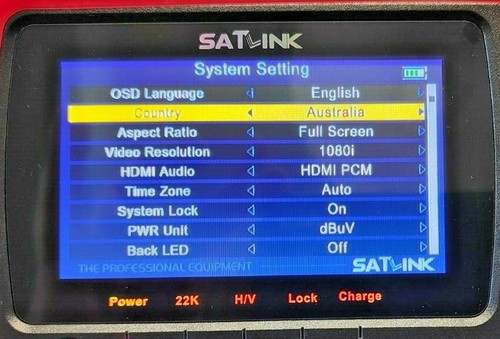 SATLINK
System Setting
OSD Language English
Country Australia
Aspect Ratio Full Screen
Video Resolution 1080i
HDMI Audio HDMI PCM
Time Zone Auto
System Lock On
PWR Unit dBuV
Back LED Off
THE PROFESSIONAL EQUIPMENT SATLINK
Power 22K H/V Lock Charge